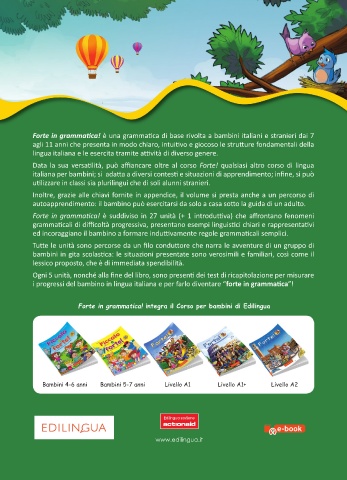 Forte in grammatica! è una grammatica di base rivolta a bambini italiani e stranieri dai 7
agli 11 anni che presenta in modo chiaro, intuitivo e giocoso le strutture fondamentali della
lingua italiana e le esercita tramite attività di diverso genere.
Data la sua versatilità, può affiancare oltre al corso Forte! qualsiasi altro corso di lingua
italiana per bambini; si adatta a diversi contesti e situazioni di apprendimento; infine, si può
utilizzare in classi sia plurilingui che di soli alunni stranieri.
Inoltre, grazie alle chiavi fornite in appendice, il volume si presta anche a un percorso di
autoapprendimento: il bambino può esercitarsi da solo a casa sotto la guida di un adulto.
Forte in grammatica! è suddiviso in 27 unità (+ 1 introduttiva) che affrontano fenomeni
grammaticali di difficoltà progressiva, presentano esempi linguistici chiari e rappresentativi
ed incoraggiano il bambino a formare induttivamente regole grammaticali semplici.
Tutte le unità sono percorse da un filo conduttore che narra le avventure di un gruppo di
bambini in gita scolastica: le situazioni presentate sono verosimili e familiari, così come il
lessico proposto, che è di immediata spendibilità.
Ogni 5 unità, nonché alla fine del libro, sono presenti dei test di ricapitolazione per misurare
i progressi del bambino in lingua italiana e per farlo diventare "forte in grammatica"!
Forte in grammatica! integra il Corso per bambini di Edilingua
Bambini 4-6 anni
Bambini 5-7 anni
Livello A1
Livello A1+
Livello A2
EDILINGUA
Edilingua sostiene
actionaid
www.edilingua.it
e-book